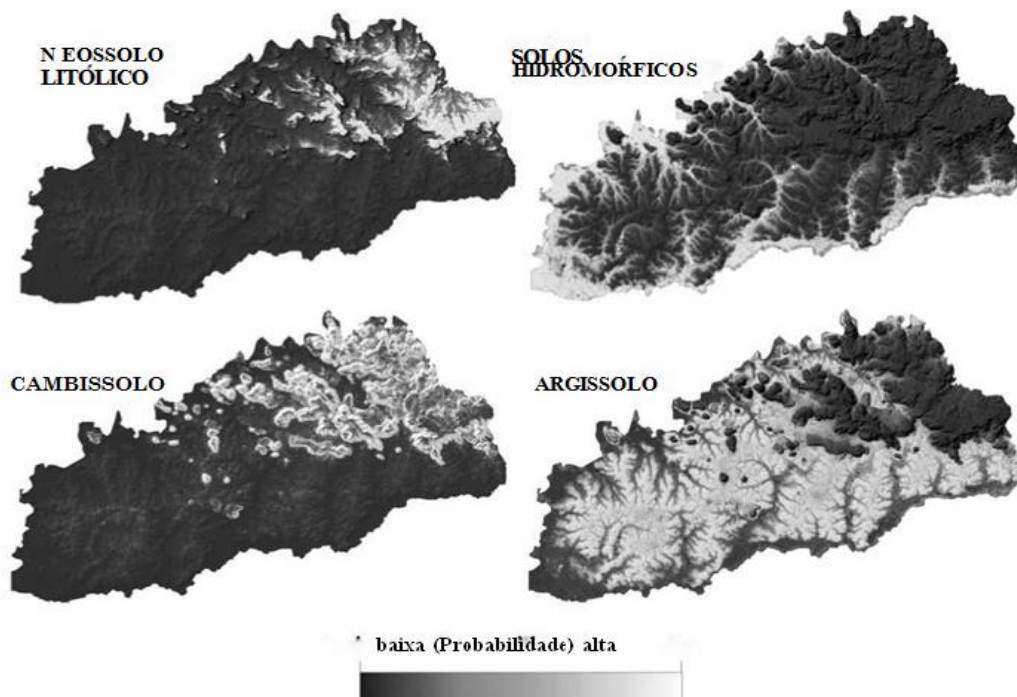 N EOSSOLO
LITÓLICO
SOLOS
HIDROMÓRFICOS
CAMBISSOLO
ARGISSOLO
baixa (Probabilidade) alta